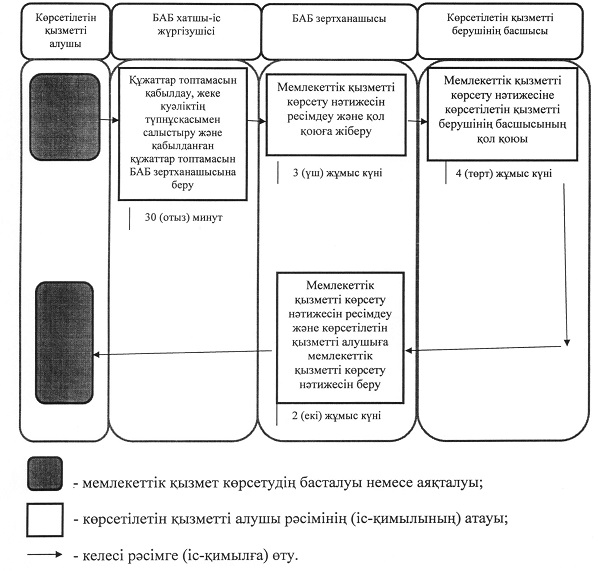 Көрсетілетін
қызметті
алушы
БАБ хатшы-іс
жүргізушісі
БАБ зертханашысы
Көрсетілетін қызметті
берушінің басшысы
Құжаттар топтамасын
қабылдау, жеке
куәліктің
түпнұсқасымен
салыстыру және
қабылданған
құжаттар топтамасын
БАБ зертханашысына
беру
30 (отыз) минут
Мемлекеттік қызметті
көрсету нәтижесін
ресімдеу және қол
қоюға жіберу
3 (үш) жұмыс күні
Мемлекеттік қызметті
көрсету нәтижесіне
көрсетілетін қызметті
берушінің басшысының
қол қоюы
4 (төрт) жұмыс күні
Мемлекеттік
қызметті көрсету
нәтижесін ресімдеу
және көрсетілетін
қызметті алушыға
мемлекеттік
қызметті көрсету
нәтижесін беру
2 (екі) жұмыс күні
- мемлекеттік қызмет көрсетудің басталуы немесе аяқталуы;
- көрсетілетін қызметті алушы рәсімінің (іс-қимылының) атауы;
- келесі рәсімге (іс-қимылға) өту.